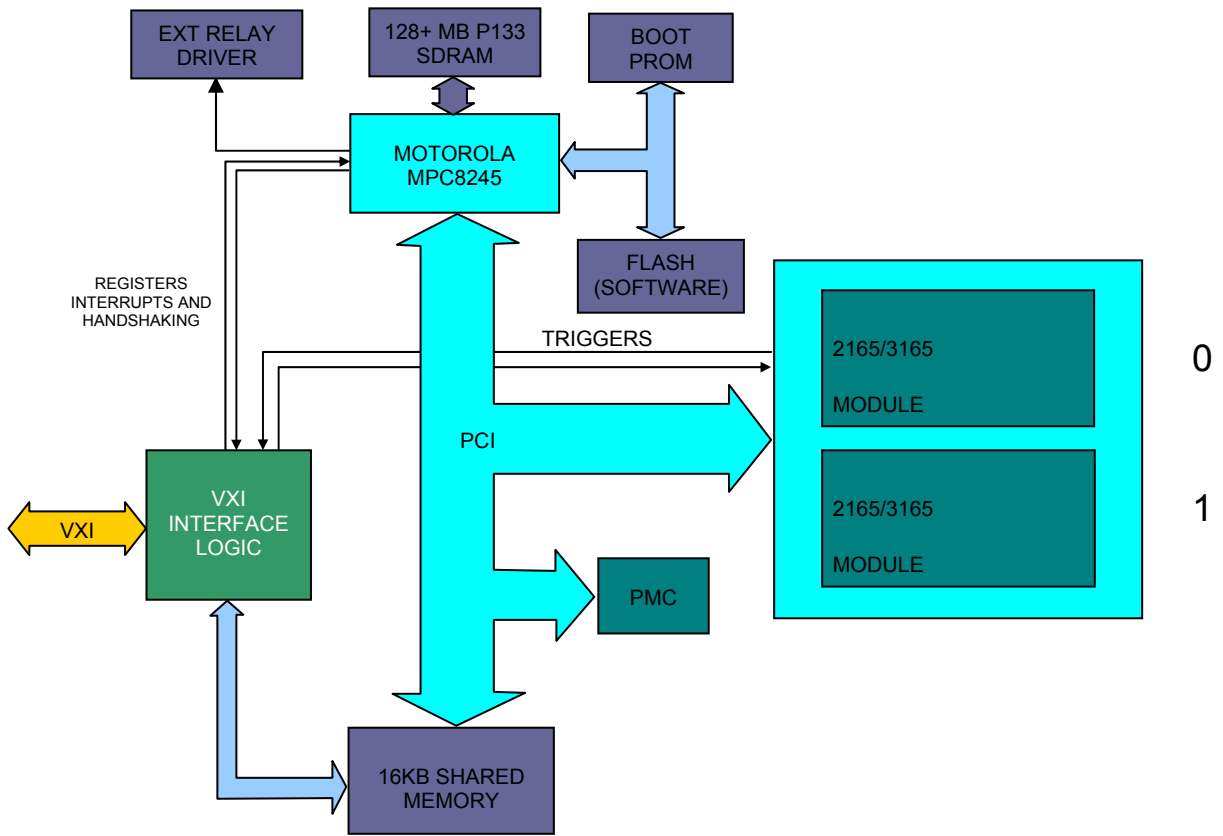 EXT RELAY
DRIVER
128+ MB P133
SDRAM
BOOT
PROM
MOTOROLA
MPC8245
FLASH
(SOFTWARE)
REGISTERS
INTERRUPTS AND
HANDSHAKING
TRIGGERS
2165/3165
MODULE
0
PCI
2165/3165
MODULE
1
VXI
VXI
INTERFACE
LOGIC
PMC
16KB SHARED
MEMORY